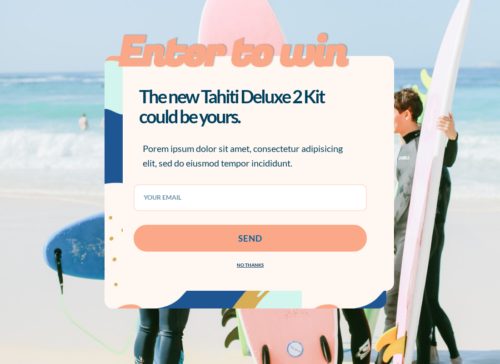 Enter to win
The new Tahiti Deluxe 2 Kit
could be yours.
Porem ipsum dolor sit amet, consectetur adipisicing
elit, sed do eiusmod tempor incididunt.
YOUR EMAIL
SEND
NO THANKS